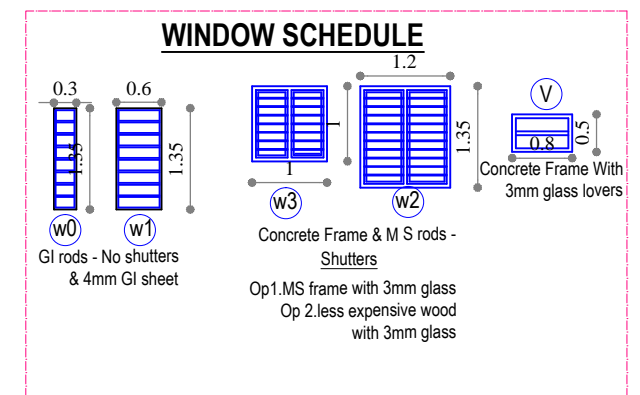 WINDOW SCHEDULE
0.3
0.6
1.2
1.35
1.35
1
1
1.35
V
0.8
0.5
w0
w1
w3
w2
Concrete Frame With
3mm glass lovers
GI rods - No shutters
& 4mm GI sheet
Concrete Frame & M S rods -
Shutters
Op1.MS frame with 3mm glass
Op 2.less expensive wood
with 3mm glass